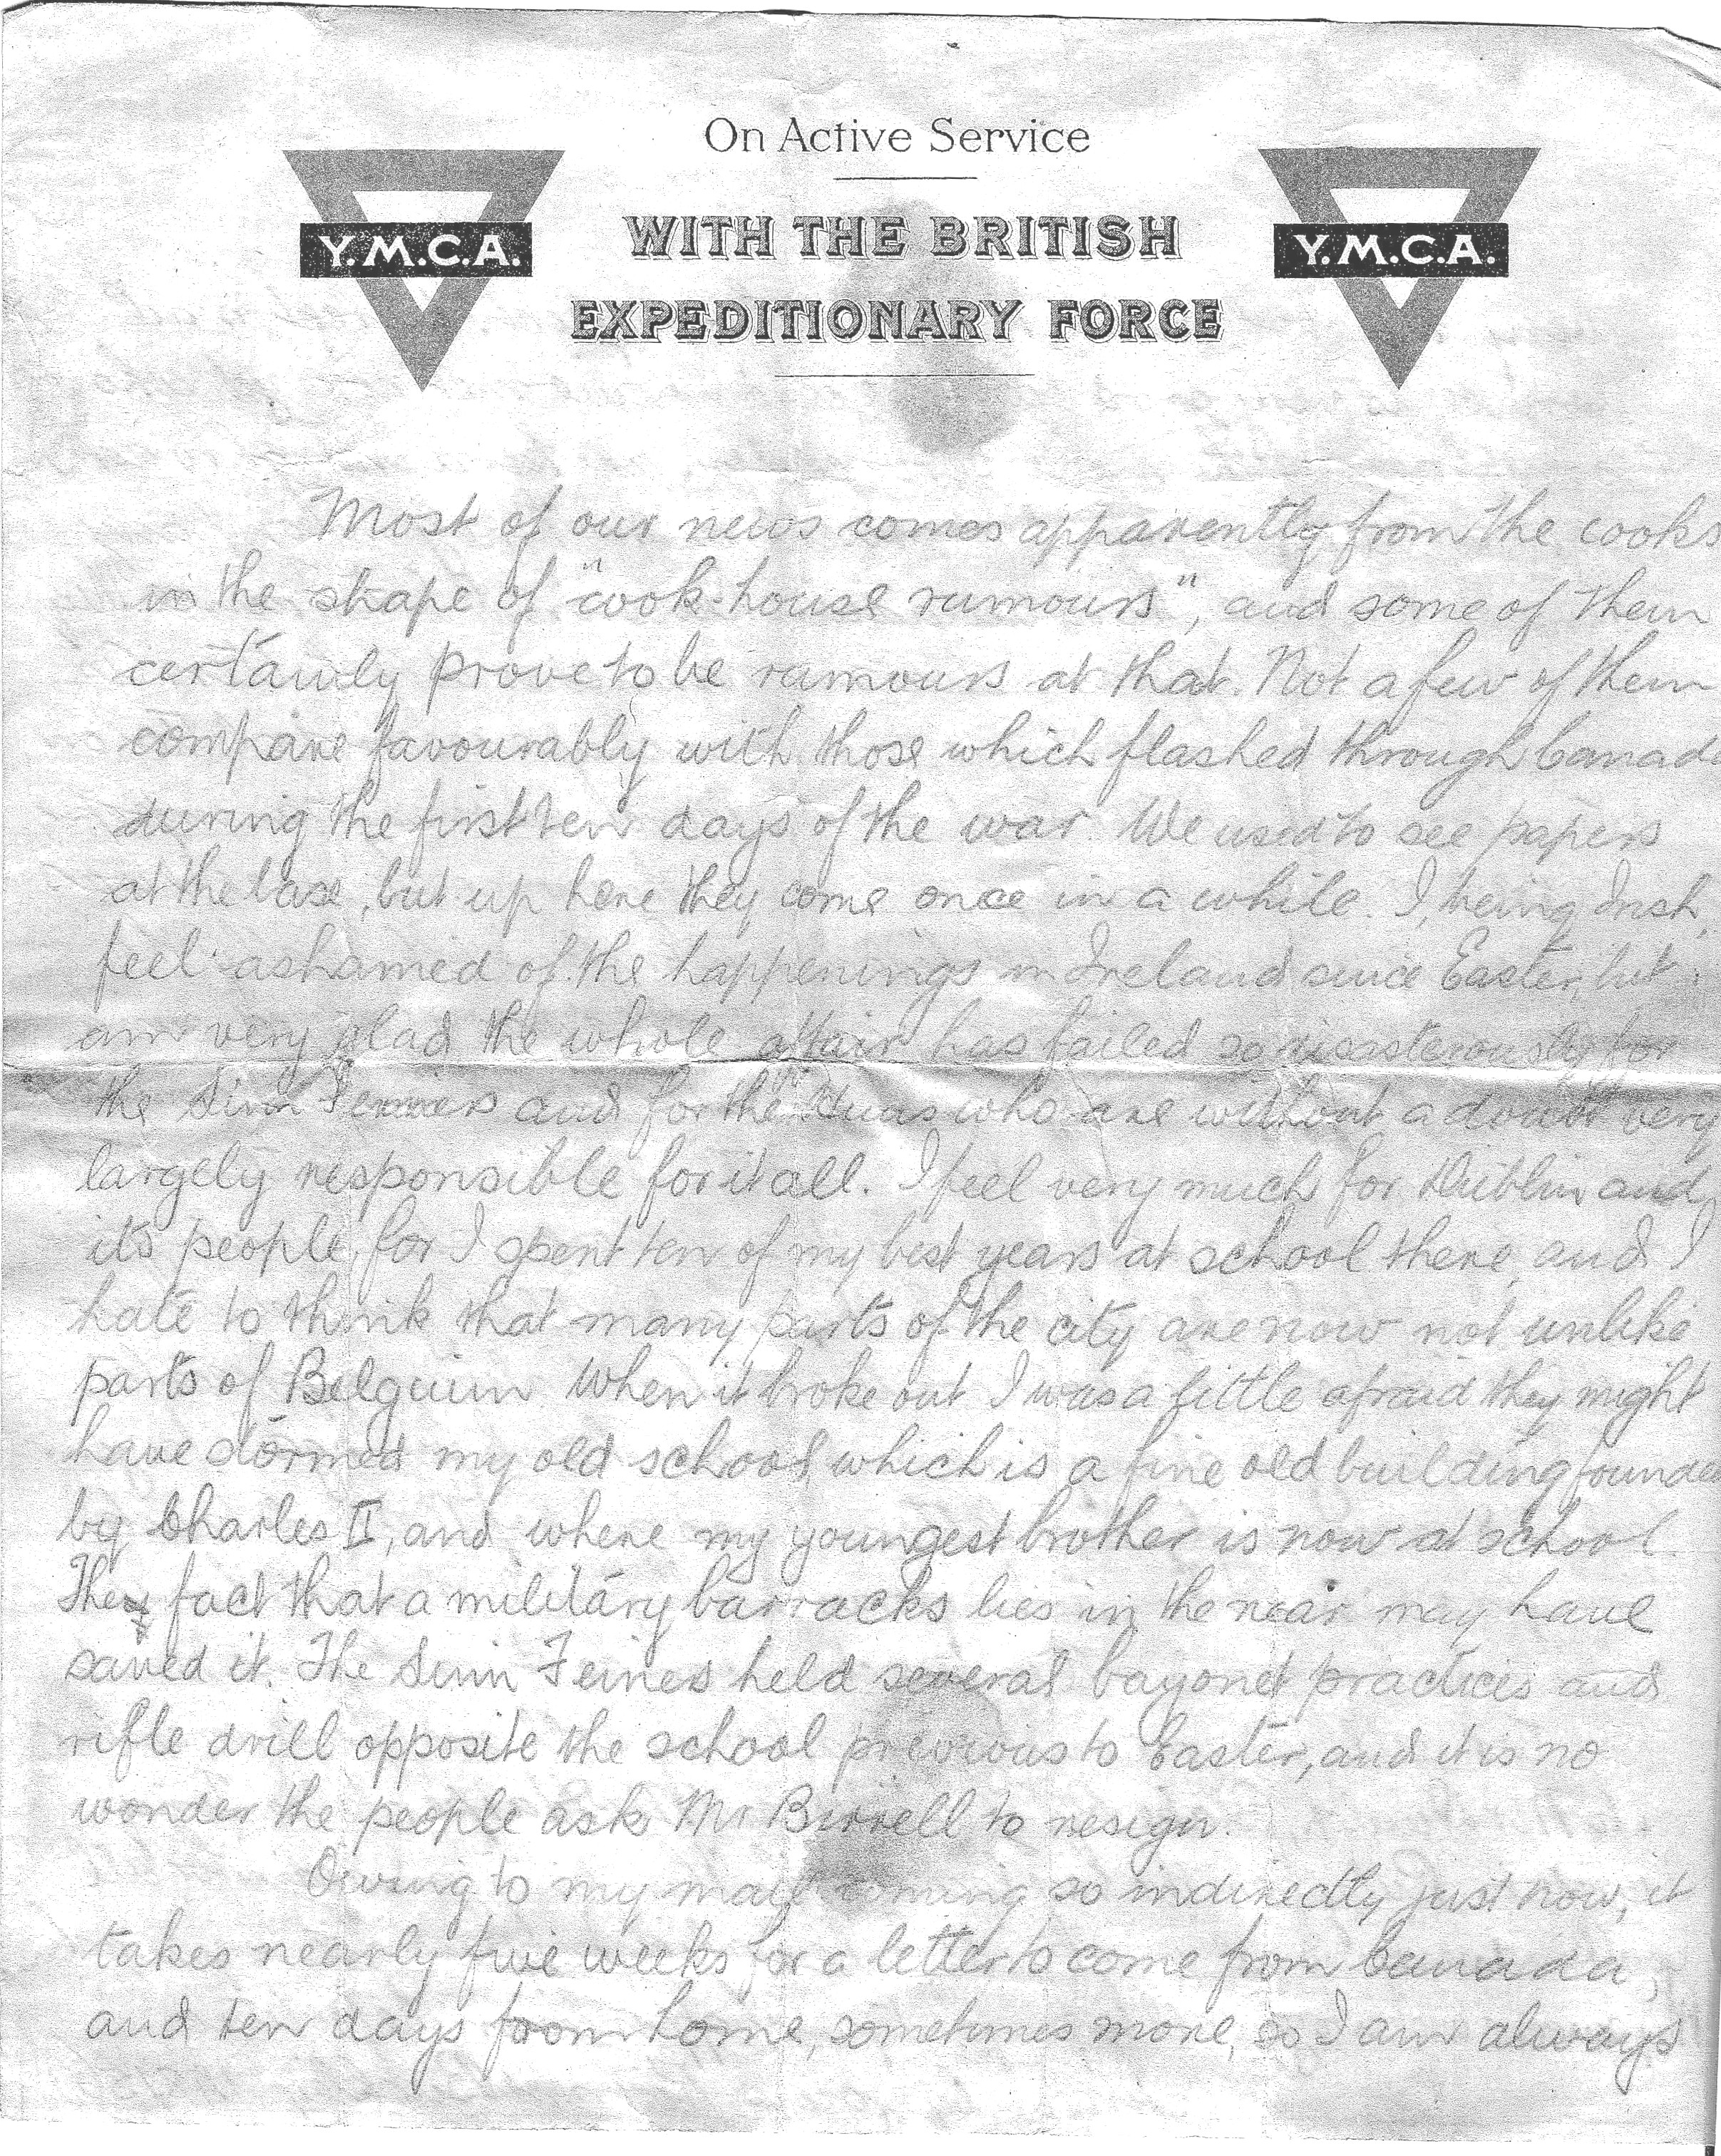 On Active Service
Y.M.C.A.
WITH THE BRITISH
Y.M.C.A.
EXPEDITIONARY FORCE
Most of our news comes apparently from the cooks
in the shape of "cook-house rumours", and some of them
certainly prove to be rumours at that. Not a few of them
compare favourably with those which flashed through Canada
during the first ten days of the war. We used to see papers
at the base, but up here they come once in a while. I, being Irish,
feel ashamed of the happenings in Ireland since Easter, but
am very glad the whole affair has failed so disasterously for
the Sinn Feiners and for the Huns who are without a doubt very
largely responsible for it all. I feel very much for Dublin and
its people, for I spent ten of my best years at school there, and I
hate to think that many parts of the city are now not unlike
parts of Belguim. When it broke out I was a little afraid they might
have stormed my old school, which is a fine old building founded
by Charles II, and where my youngest brother is now at school.
The fact that a military barracks lies in the near may have
saved it. The Sinn Feiners held several bayonet practices and
rifle drill opposite the school previous to Easter, and it is no
wonder the people ask Mr Birrell to resign.
Owing to my mail coming so indirectly just now, it
takes nearly five weeks for a letter to come from Canada,
and ten days from home, sometimes more, so I am always